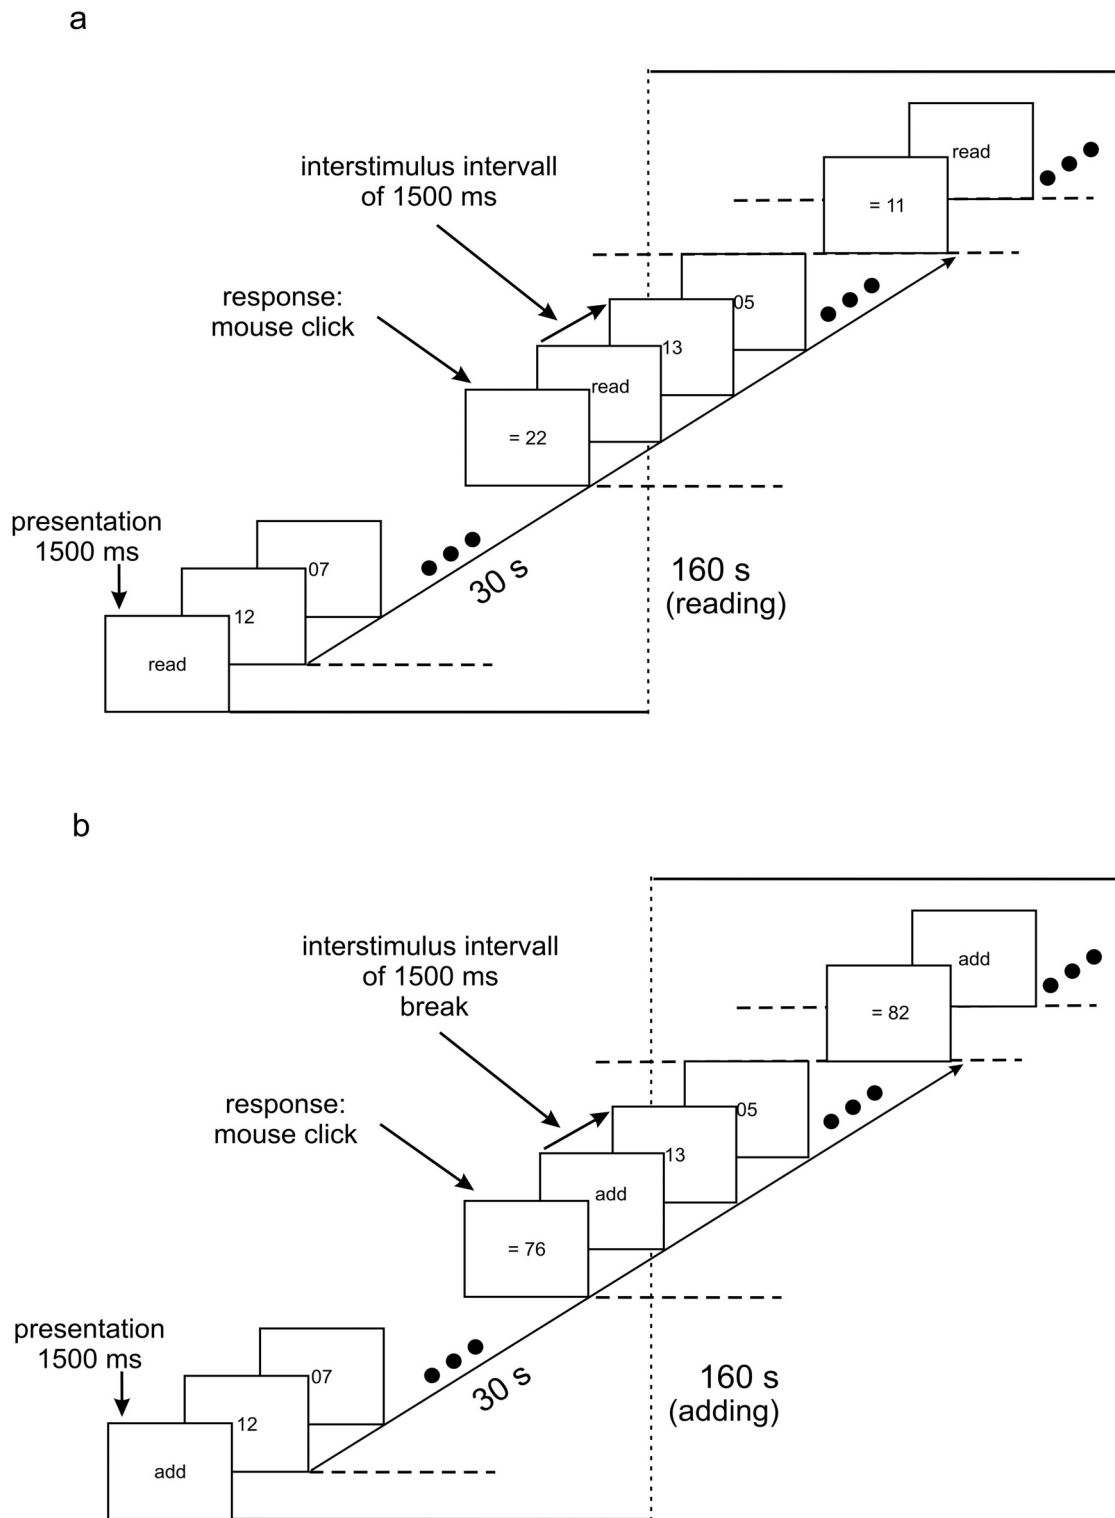 a
read
interstimulus intervall
of 1500 ms
= 11
response:
mouse click
05
13
read
= 22
presentation
1500 ms
07
12
read
30 s
160 s
(reading)
b
add
interstimulus intervall
of 1500 ms
break
= 82
response:
mouse click
05
13
add
= 76
presentation
1500 ms
07
12
add
30 s
160 s
(adding)